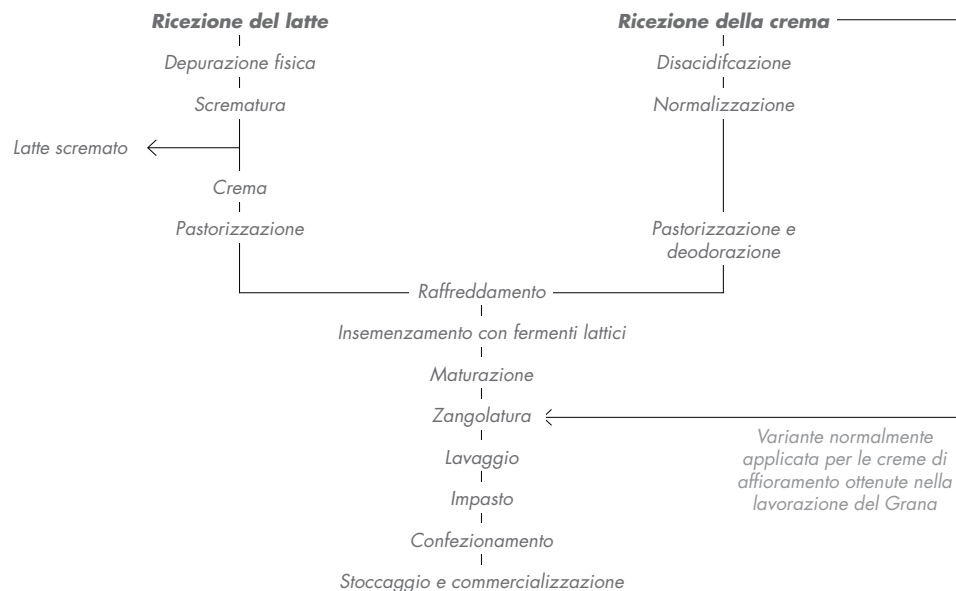 Ricezione del latte
Depurazione fisica
Scrematura
Latte scremato
Crema
Pastorizzazione
Ricezione della crema
Disacidifcazione
Normalizzazione
Pastorizzazione e
deodorazione
Raffreddamento
Insemenzamento con fermenti lattici
Maturazione
Zangolatura
Variante normalmente
applicata per le creme di
affioramento ottenute nella
lavorazione del Grana
Lavaggio
Impasto
Confezionamento
Stoccaggio e commercializzazione